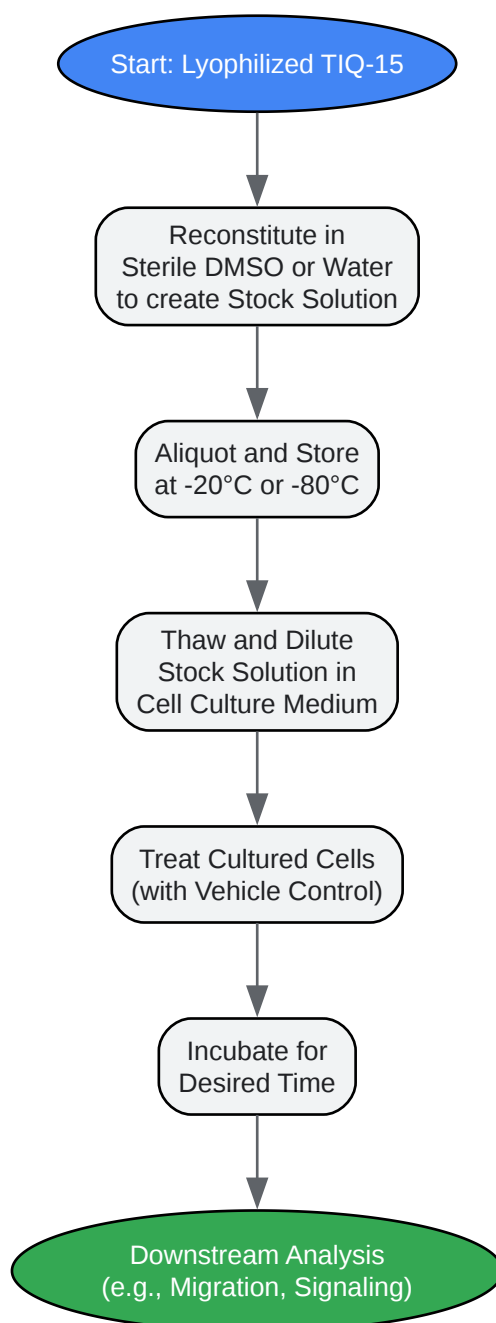 Start: Lyophilized TIQ-15
Reconstitute in
Sterile DMSO or Water
to create Stock Solution
Aliquot and Store
at -20°C or -80°C
Thaw and Dilute
Stock Solution in
Cell Culture Medium
Treat Cultured Cells
(with Vehicle Control)
Incubate for
Desired Time
Downstream Analysis
(e.g., Migration, Signaling)